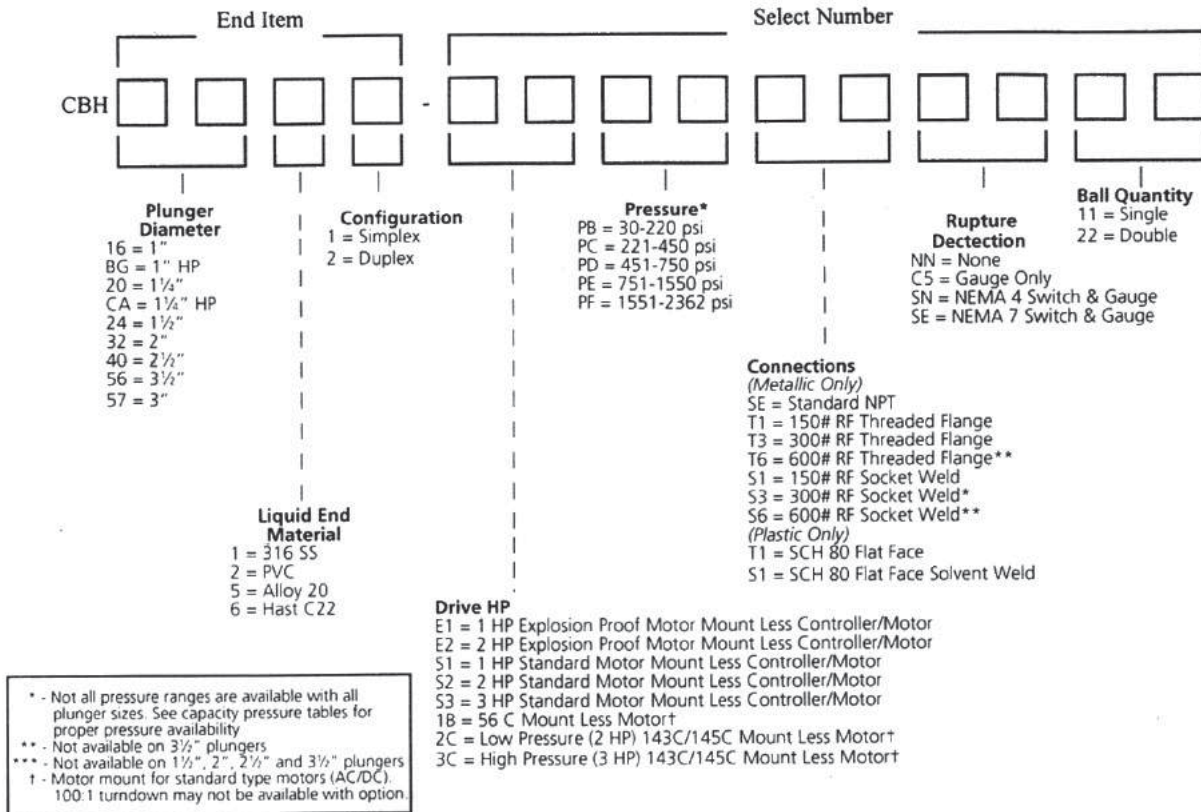 End Item
Select Number
CBH
-
Plunger
Diameter
16 = 1"
BG = 1" HP
20 = 1¼"
CA = 1¼" HP
24 = 1½"
32 = 2"
40 = 2½"
56 = 3½"
57 = 3"
Liquid End
Material
1 = 316 SS
2 = PVC
5 = Alloy 20
6 = Hast C22
Configuration
1 = Simplex
2 = Duplex
Drive HP
E1 = 1 HP Explosion Proof Motor Mount Less Controller/Motor
E2 = 2 HP Explosion Proof Motor Mount Less Controller/Motor
S1 = 1 HP Standard Motor Mount Less Controller/Motor
S2 = 2 HP Standard Motor Mount Less Controller/Motor
S3 = 3 HP Standard Motor Mount Less Controller/Motor
1B = 56 C Mount Less Motor†
2C = Low Pressure (2 HP) 143C/145C Mount Less Motor†
3C = High Pressure (3 HP) 143C/145C Mount Less Motor†
Pressure*
PB = 30-220 psi
PC = 221-450 psi
PD = 451-750 psi
PE = 751-1550 psi
PF = 1551-2362 psi
Connections
(Metallic Only)
SE = Standard NPT
T1 = 150# RF Threaded Flange
T3 = 300# RF Threaded Flange
T6 = 600# RF Threaded Flange**
S1 = 150# RF Socket Weld
S3 = 300# RF Socket Weld*
S6 = 600# RF Socket Weld**
(Plastic Only)
T1 = SCH 80 Flat Face
S1 = SCH 80 Flat Face Solvent Weld
Rupture
Dectection
NN = None
C5 = Gauge Only
SN = NEMA 4 Switch & Gauge
SE = NEMA 7 Switch & Gauge
Ball Quantity
11 = Single
22 = Double
* - Not all pressure ranges are available with all
plunger sizes. See capacity pressure tables for
proper pressure availability
** - Not available on 3½" plungers
*** - Not available on 1½", 2", 2½" and 3½" plungers
† - Motor mount for standard type motors (AC/DC).
100:1 turndown may not be available with option.